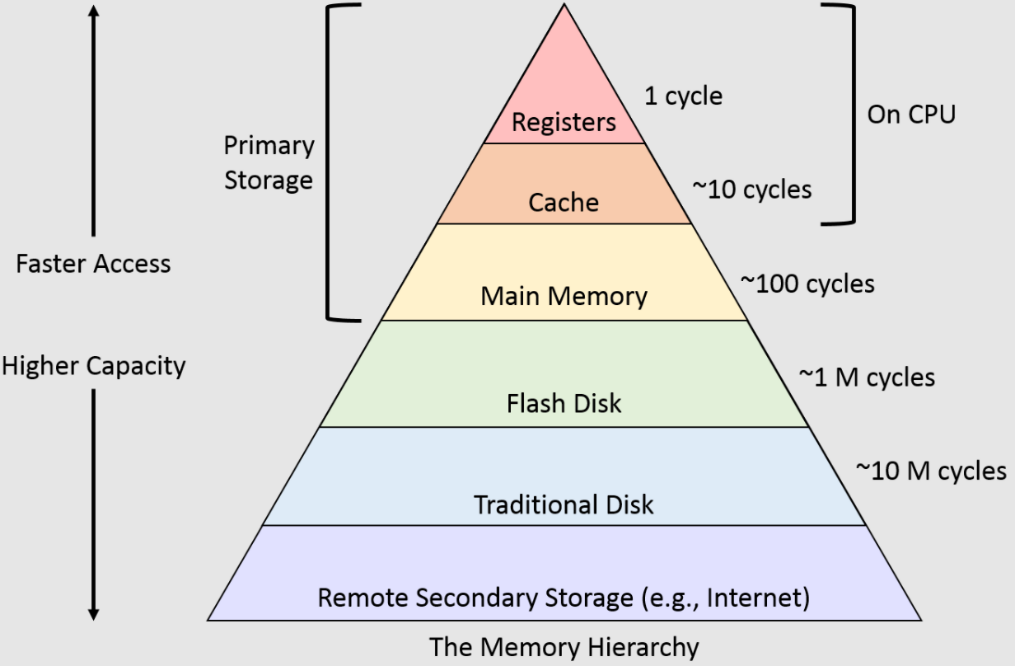 1 cycle
On CPU
Registers
Primary
Storage
~10 cycles
Cache
Faster Access
~100 cycles
Main Memory
Higher Capacity
~1 M cycles
Flash Disk
~10 M cycles
Traditional Disk
Remote Secondary Storage (e.g., Internet)
The Memory Hierarchy